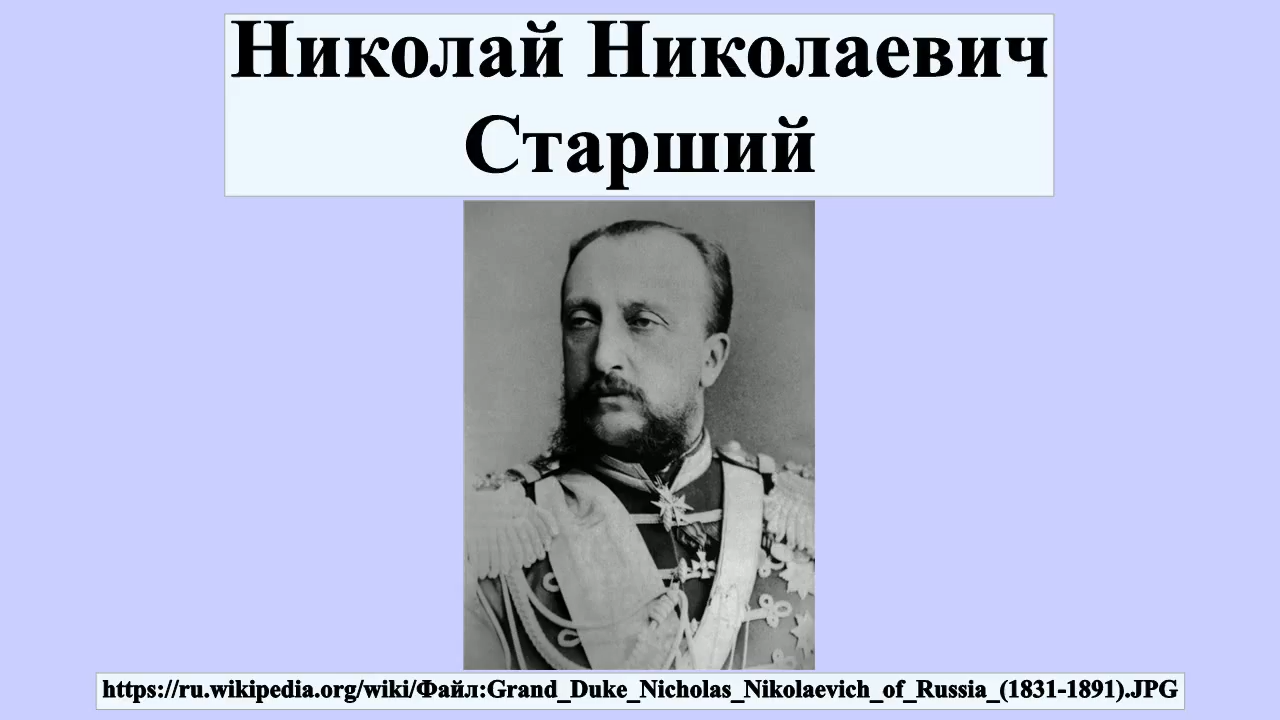 Николай Николаевич
Старший
https://ru.wikipedia.org/wiki/Файл:Grand_Duke_Nicholas_Nikolaevich_of_Russia_(1831-1891).JPG